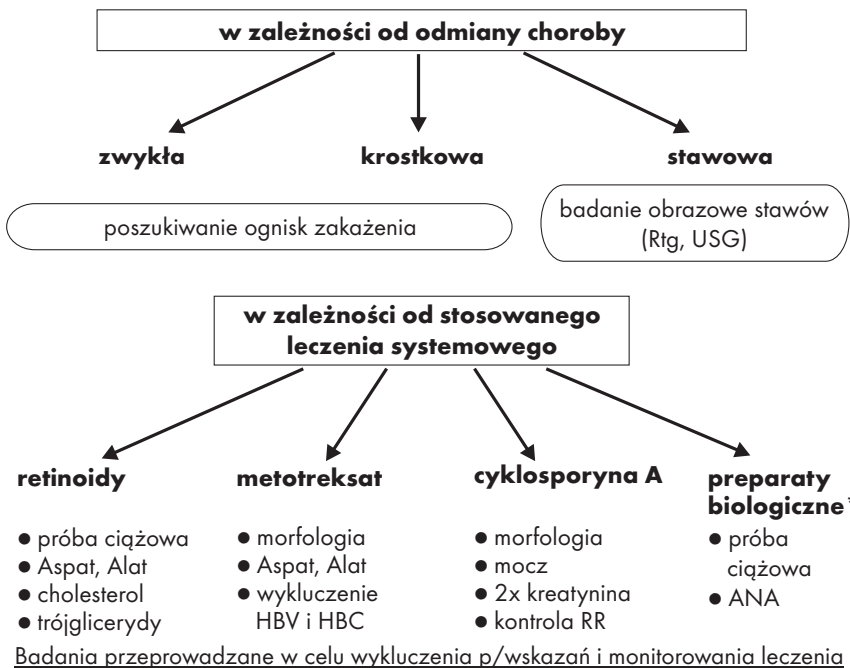 w zależności od odmiany choroby
zwykła krostkowa stawowa
poszukiwanie ognisk zakażenia
badanie obrazowe stawów
(Rtg, USG)
w zależności od stosowanego
leczenia systemowego
retinoidy
● próba ciążowa
● Aspat, Alat
● cholesterol
● trójglicerydy
metotreksat
● morfologia
● Aspat, Alat
● wykluczenie
HBV i HBC
cyklosporyna A
● morfologia
● mocz
● 2x kreatynina
● kontrola RR
preparaty
biologiczne*
● próba
ciążowa
● ANA
Badania przeprowadzane w celu wykluczenia p/wskazań i monitorowania leczenia